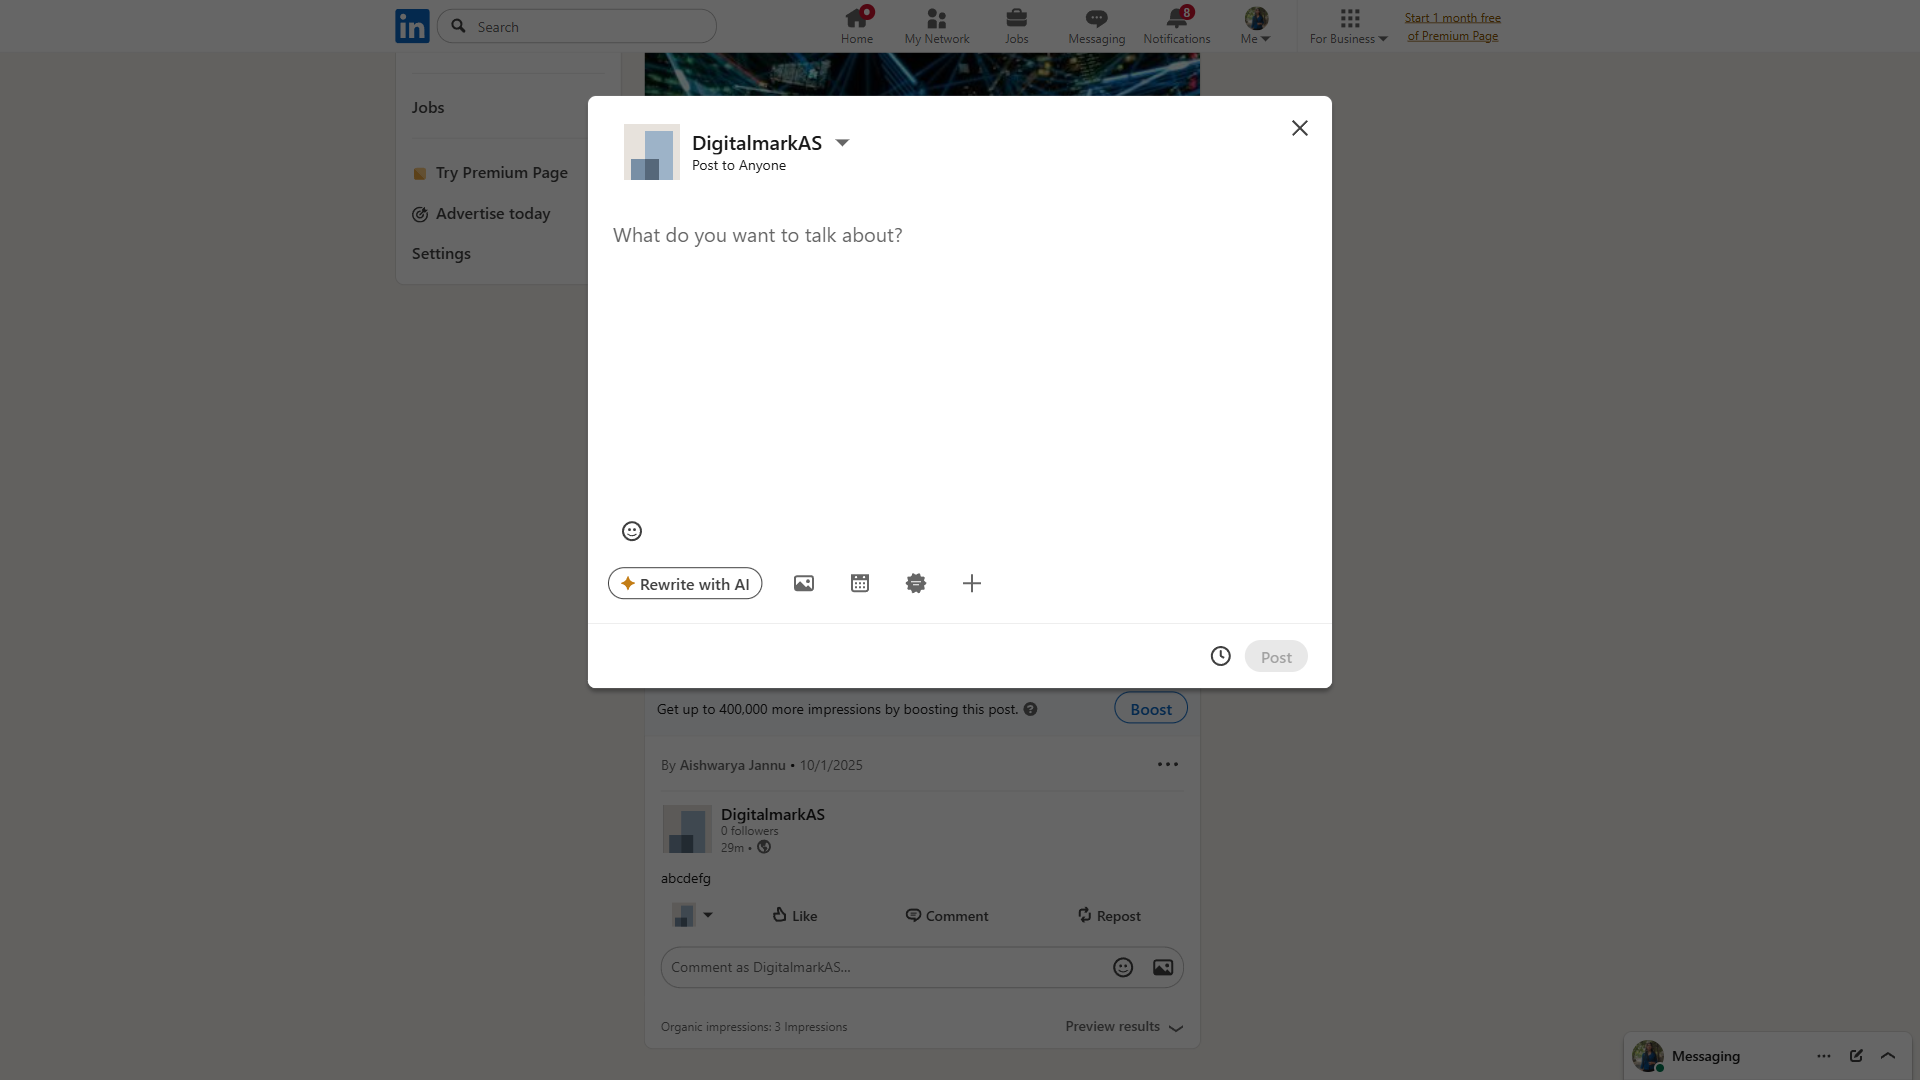 in
Search
Home
My Network
Jobs
Messaging
8
Notifications
Me
For Business
Start 1 month free
of Premium Page
Jobs
Try Premium Page
Advertise today
Settings
DigitalmarkAS
Post to Anyone
What do you want to talk about?
Rewrite with AI
Post
Get up to 400,000 more impressions by boosting this post.
Boost
By Aishwarya Jannu • 10/1/2025
DigitalmarkAS
0 followers
29m •
abcdefg
Like
Comment
Repost
Comment as DigitalmarkAS...
Organic impressions: 3 Impressions
Preview results
Messaging